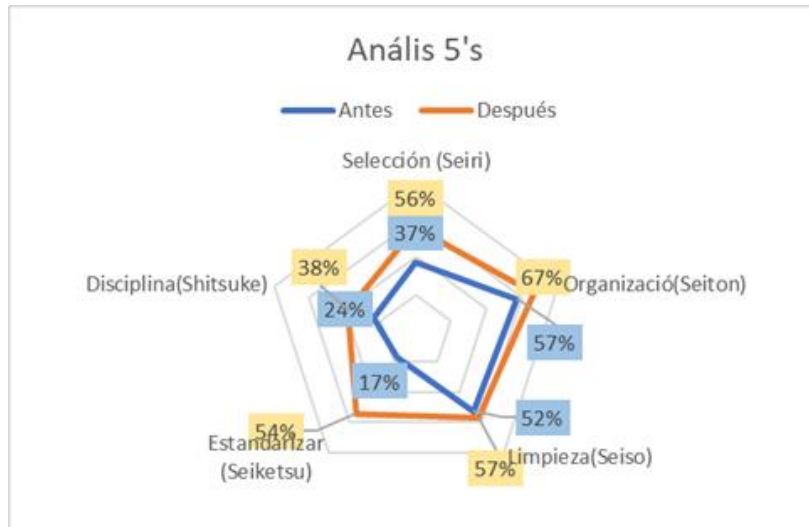 Anális 5's
Antes Después
Selección (Seiri)
56%
37%
38%
Disciplina(Shitsuke)
24%
67%
Organizació(Seiton)
57%
17%
52%
54%
Estandarizar
(Seiketsu)
Limpieza(Seiso)
57%